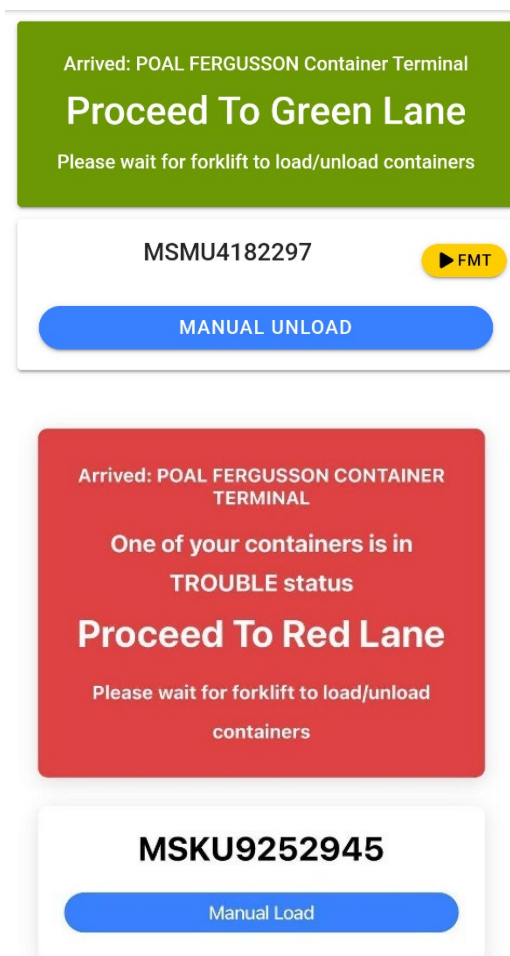 Arrived: POAL FERGUSSON Container Terminal
Proceed To Green Lane
Please wait for forklift to load/unload containers
MSMU4182297
FMT
MANUAL UNLOAD
Arrived: POAL FERGUSSON CONTAINER
TERMINAL
One of your containers is in
TROUBLE status
Proceed To Red Lane
Please wait for forklift to load/unload
containers
MSKU9252945
Manual Load